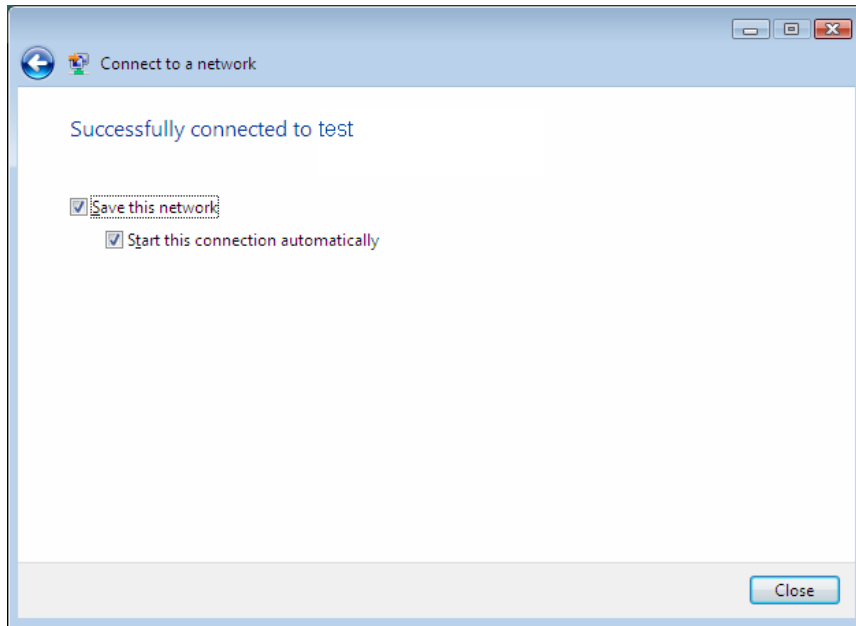 Connect to a network
Successfully connected to test
Save this network
Start this connection automatically
Close